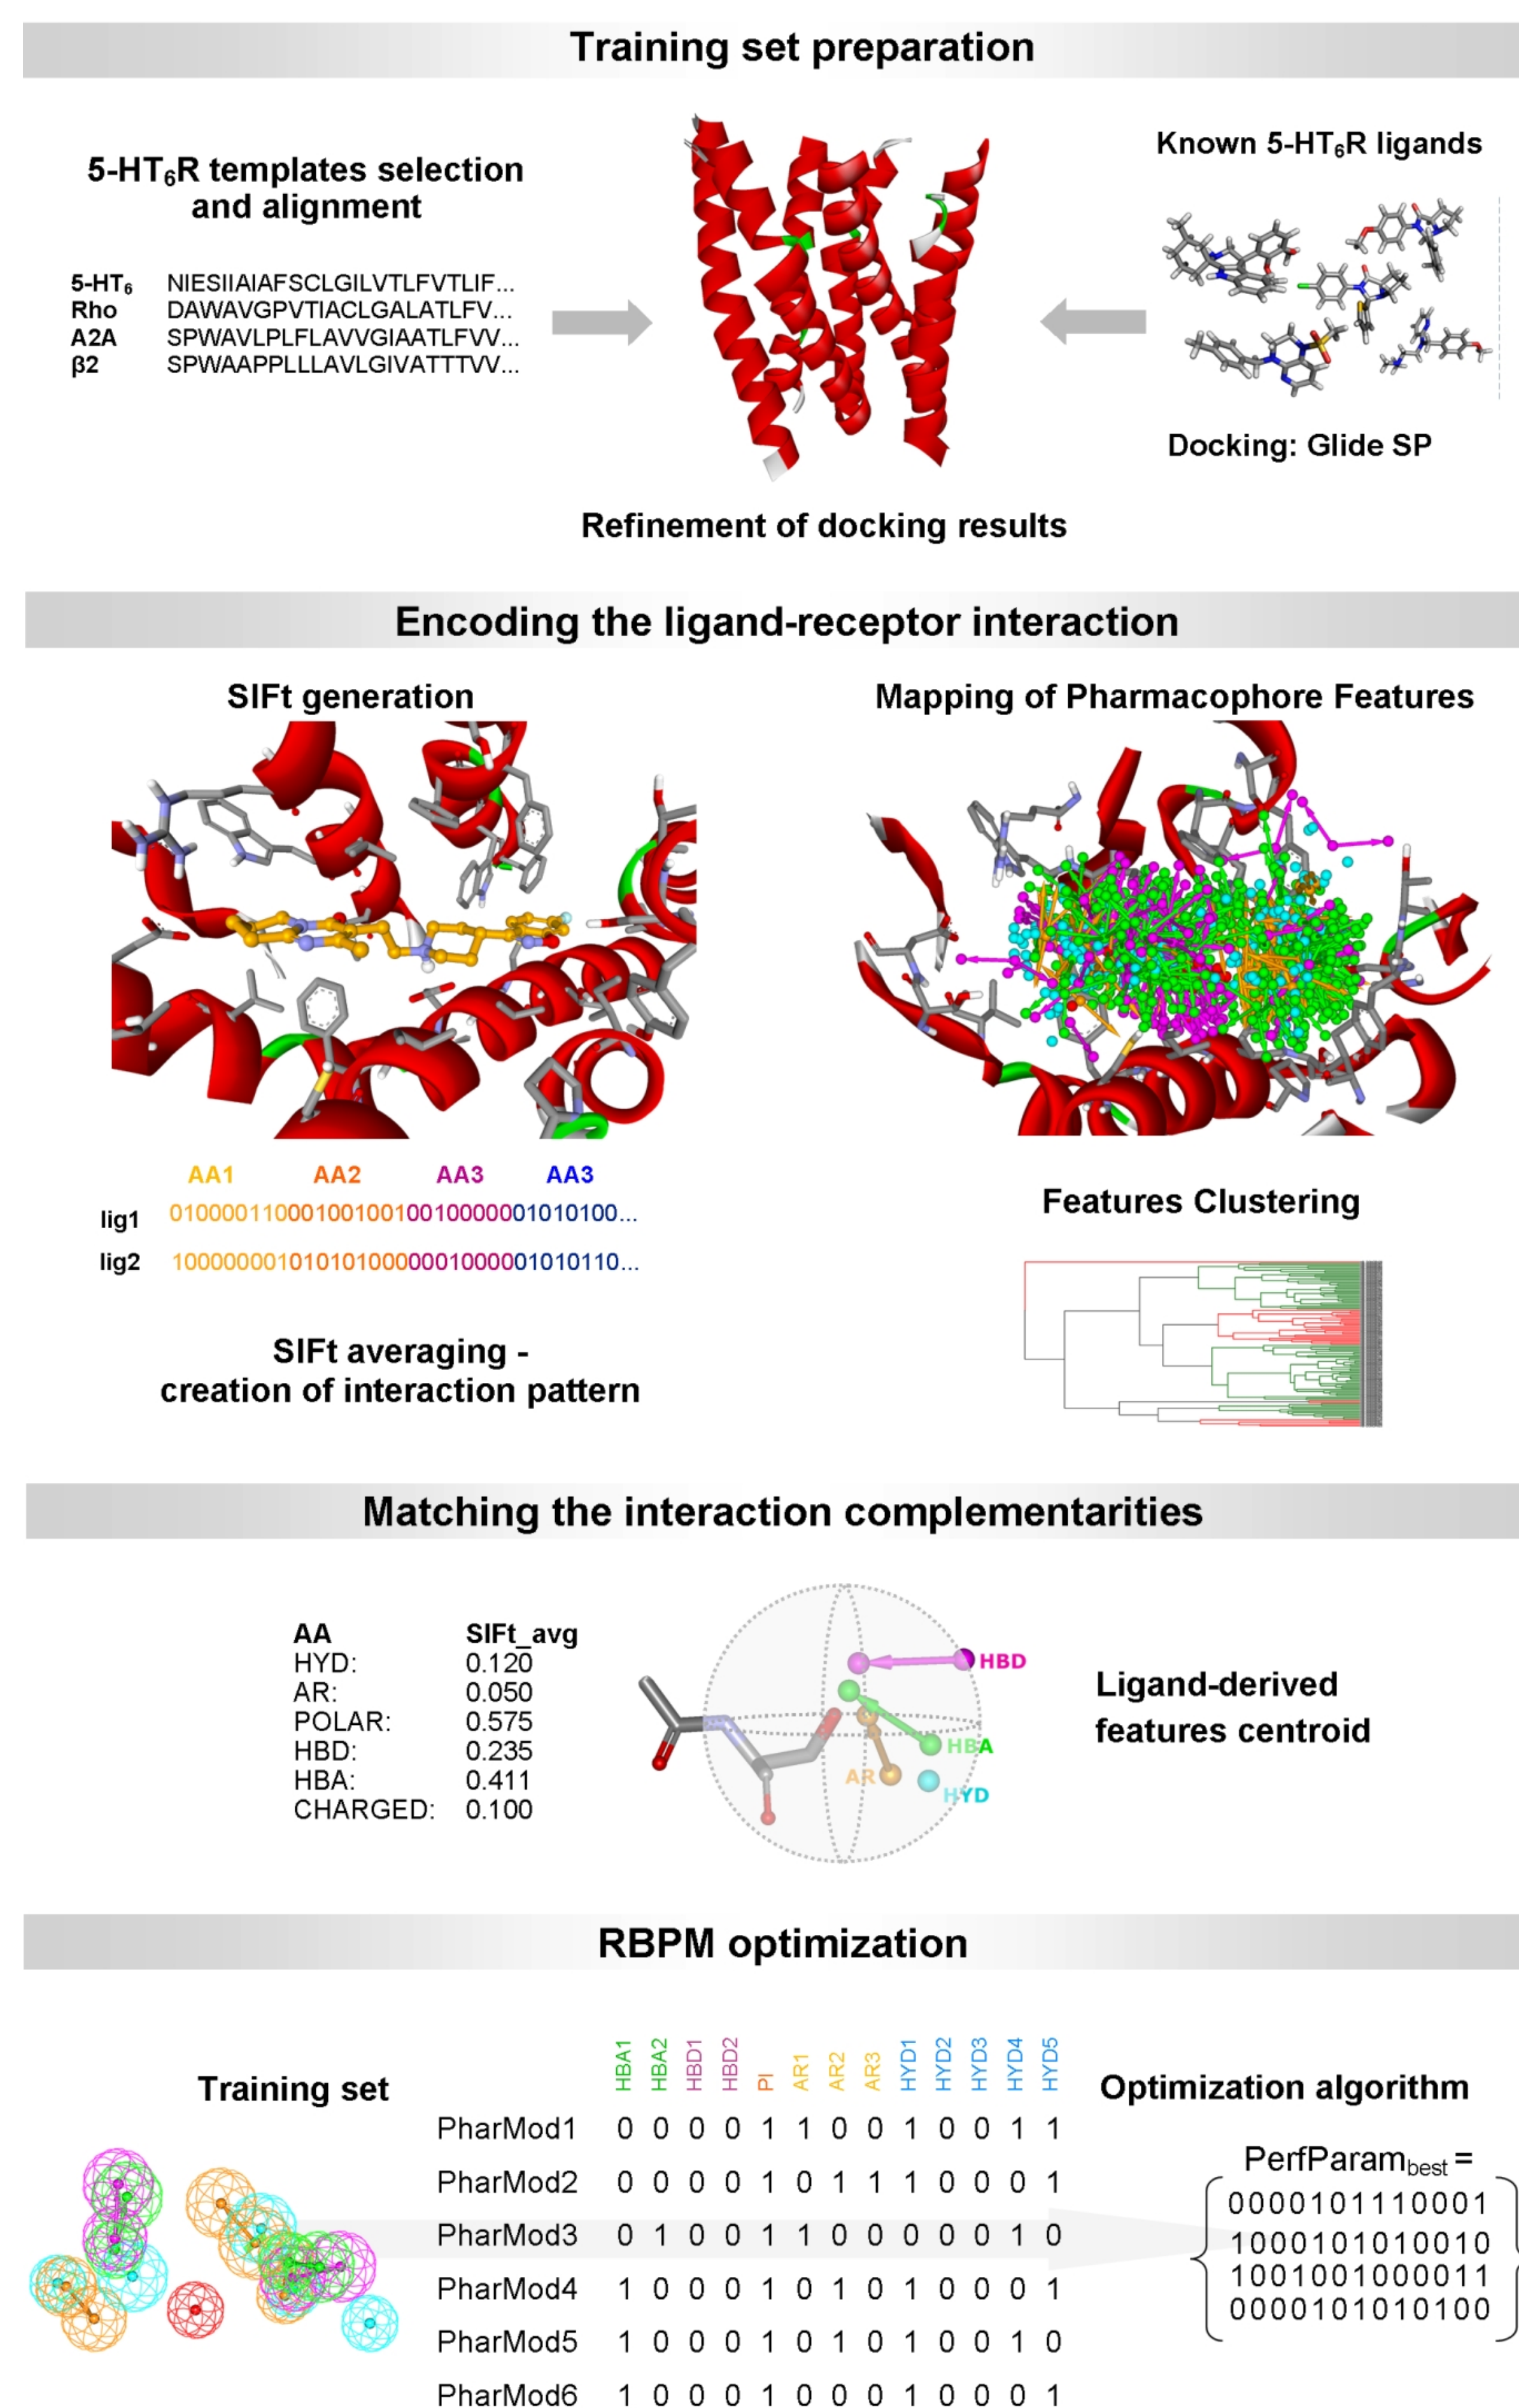 Training set preparation
5-HT₆R templates selection
and alignment
5-HT₆ NIESIIAIAFSCLGILVTLFVTLIF...
Rho DAWAVGPVTIACLGALATLFV...
A2A SPWAVLPLFLAVVGIAATLFVV...
β2 SPWAAPPLLLAVLGIVATTTVV...
Known 5-HT₆R ligands
Docking: Glide SP
Refinement of docking results
Encoding the ligand-receptor interaction
SIFt generation
AA1 AA2 AA3 AA3
lig1 0100001100010010010010000001010100...
lig2 1000000010101010000001000001010110...
SIFt averaging -
creation of interaction pattern
Mapping of Pharmacophore Features
Features Clustering
Matching the interaction complementarities
AA SIFt_avg
HYD: 0.120
AR: 0.050
POLAR: 0.575
HBD: 0.235
HBA: 0.411
CHARGED: 0.100
HBD
HBA
AR
HYD
Ligand-derived
features centroid
RBPM optimization
Training set
HBA1 HBA2 HBD1 HBD2 PI AR1 AR2 AR3 HYD1 HYD2 HYD3 HYD4 HYD5
PharMod1 0 0 0 0 1 1 0 0 1 0 0 1 1
PharMod2 0 0 0 0 1 0 1 1 1 0 0 0 1
PharMod3 0 1 0 0 1 1 0 0 0 0 0 1 0
PharMod4 1 0 0 0 1 0 1 0 1 0 0 0 1
PharMod5 1 0 0 0 1 0 1 0 1 0 0 1 0
PharMod6 1 0 0 0 1 0 0 0 1 0 0 0 1
Optimization algorithm
PerfParam_best =
0000101110001
1000101010010
1001001000011
0000101010100